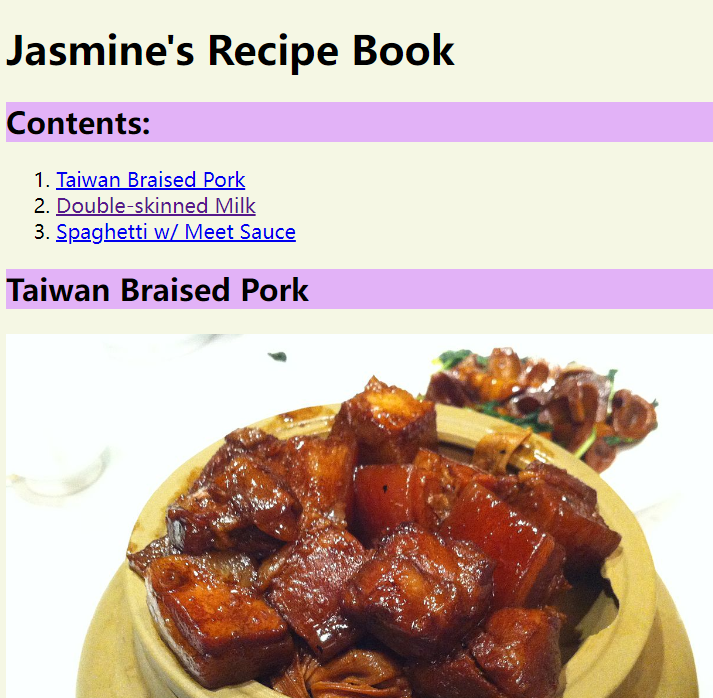 Jasmine's Recipe Book
Contents:
1. Taiwan Braised Pork
2. Double-skinned Milk
3. Spaghetti w/ Meet Sauce
Taiwan Braised Pork